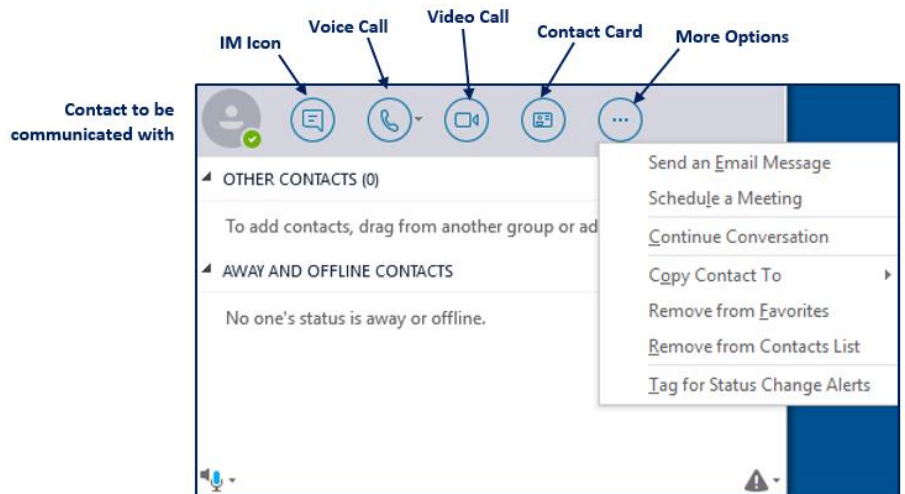 IM Icon
Voice Call
Video Call
Contact Card
More Options
Contact to be
communicated with
OTHER CONTACTS (0)
To add contacts, drag from another group or ad
AWAY AND OFFLINE CONTACTS
No one's status is away or offline.
Send an Email Message
Schedule a Meeting
Continue Conversation
Copy Contact To
Remove from Favorites
Remove from Contacts List
Tag for Status Change Alerts